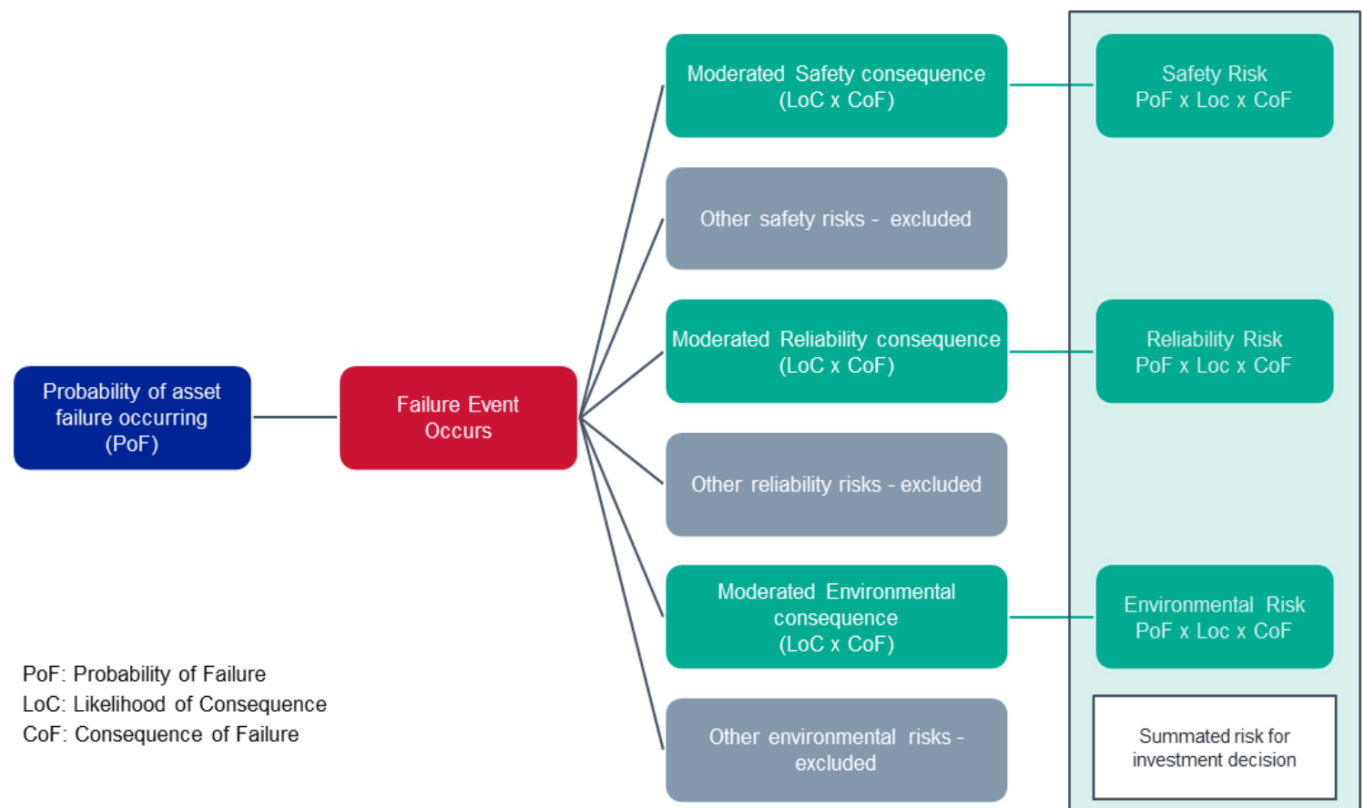 Moderated Safety consequence
(LoC x CoF)
Safety Risk
PoF x Loc x CoF
Other safety risks - excluded
Moderated Reliability consequence
(LoC x CoF)
Reliability Risk
PoF x Loc x CoF
Probability of asset
failure occurring
(PoF)
Failure Event
Occurs
Other reliability risks - excluded
Moderated Environmental
consequence
(LoC x CoF)
Environmental Risk
PoF x Loc x CoF
PoF: Probability of Failure
LoC: Likelihood of Consequence
CoF: Consequence of Failure
Other environmental risks -
excluded
Summated risk for
investment decision